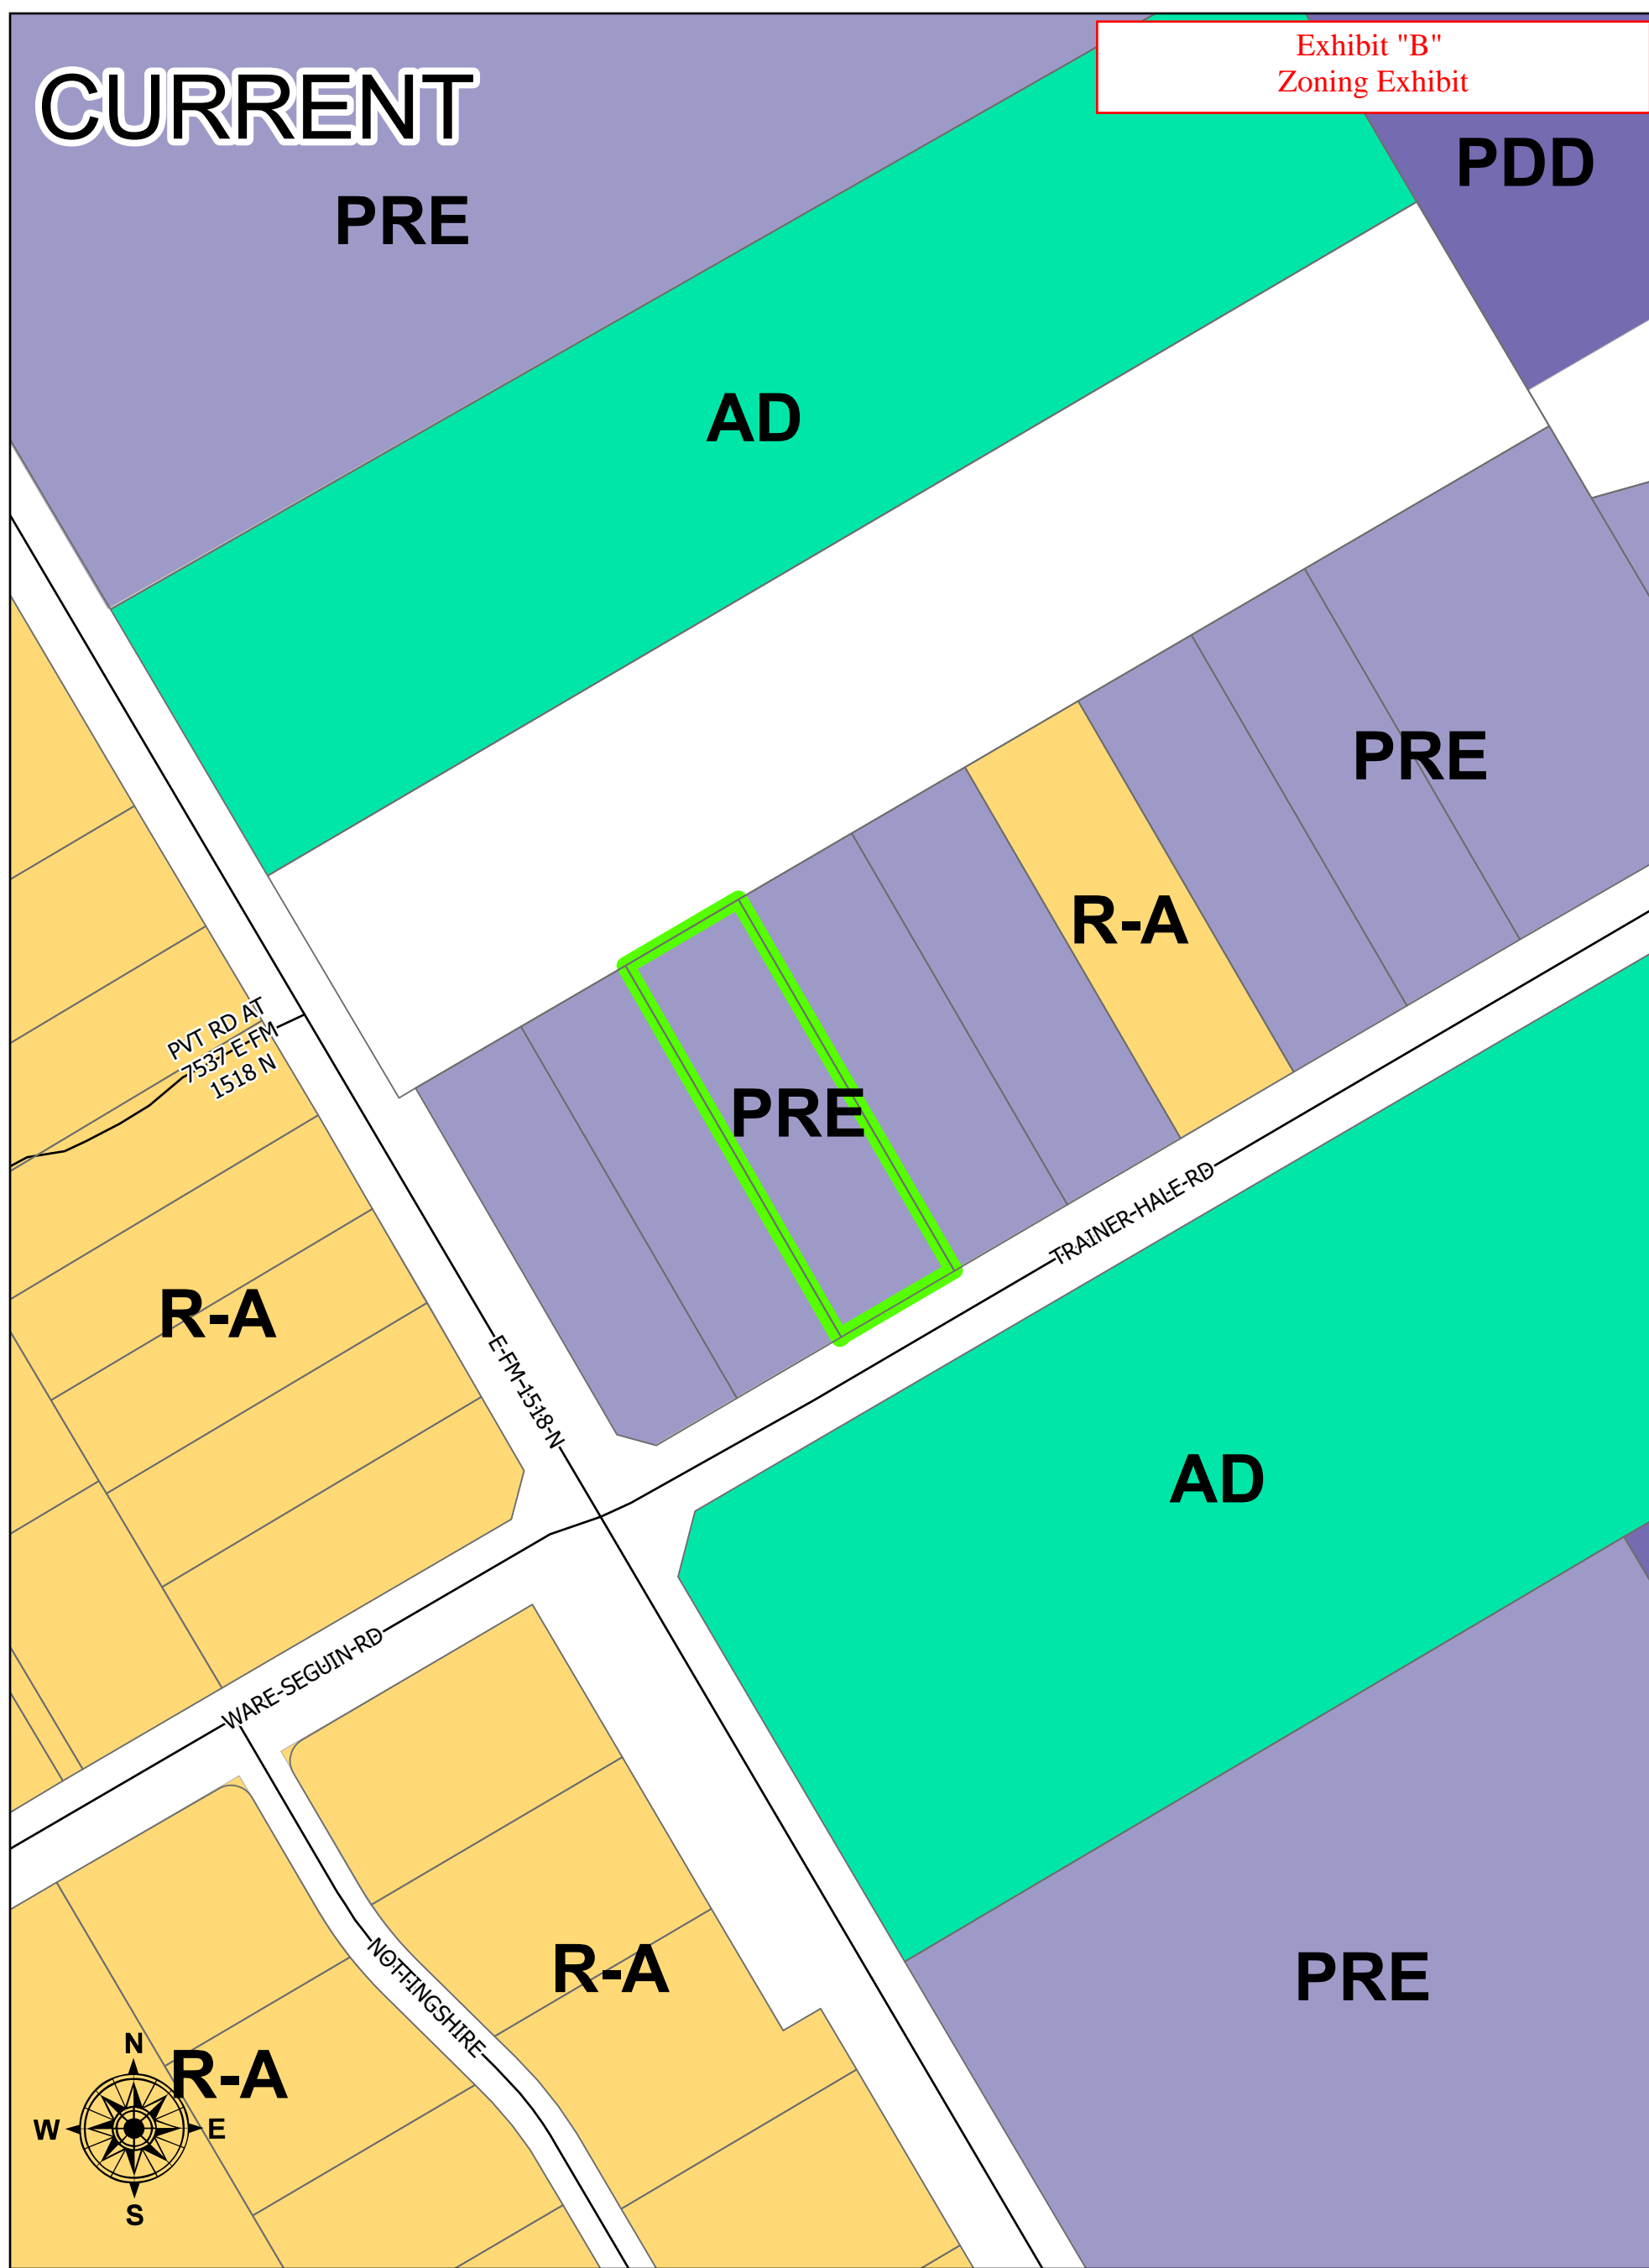 Exhibit "B"
Zoning Exhibit
CURRENT
PDD
PRE
AD
PRE
R-A
PVT RD AT
7537 E FM
1518 N
PRE
TRAINER HALE RD
R-A
E FM 1518 N
AD
WARE SEGUIN RD
R-A
PRE
NOTTINGSHIRE
R-A
N
W
E
S